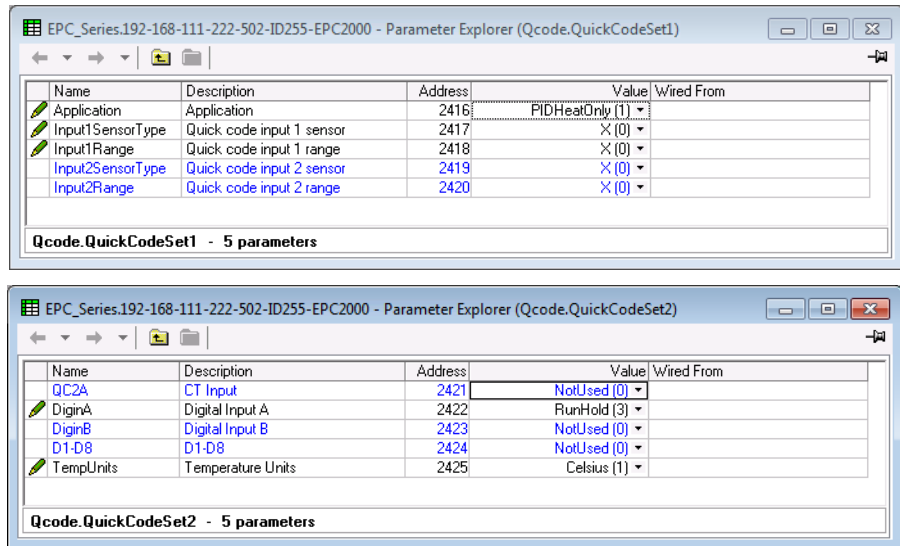 EPC_Series.192-168-111-222-502-ID255-EPC2000 - Parameter Explorer (Qcode.QuickCodeSet1)
Name Description Address Value Wired From
Application Application 2416 PIDHeatOnly (1)
Input1SensorType Quick code input 1 sensor 2417 X (0)
Input1Range Quick code input 1 range 2418 X (0)
Input2SensorType Quick code input 2 sensor 2419 X (0)
Input2Range Quick code input 2 range 2420 X (0)
Qcode.QuickCodeSet1 - 5 parameters
EPC_Series.192-168-111-222-502-ID255-EPC2000 - Parameter Explorer (Qcode.QuickCodeSet2)
Name Description Address Value Wired From
QC2A CT Input 2421 NotUsed (0)
DiginA Digital Input A 2422 RunHold (3)
DiginB Digital Input B 2423 NotUsed (0)
D1-D8 D1-D8 2424 NotUsed (0)
TempUnits Temperature Units 2425 Celsius (1)
Qcode.QuickCodeSet2 - 5 parameters